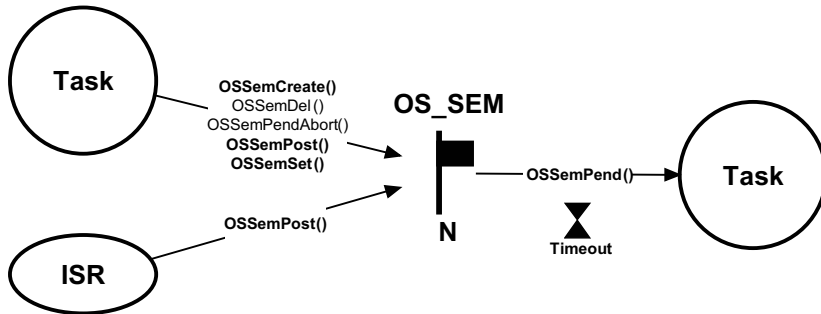 Task
OSSemCreate()
OSSemDel()
OSSemPendAbort()
OSSemPost()
OSSemSet()
OS_SEM
OSSemPend()
Task
OSSemPost()
N
Timeout
ISR